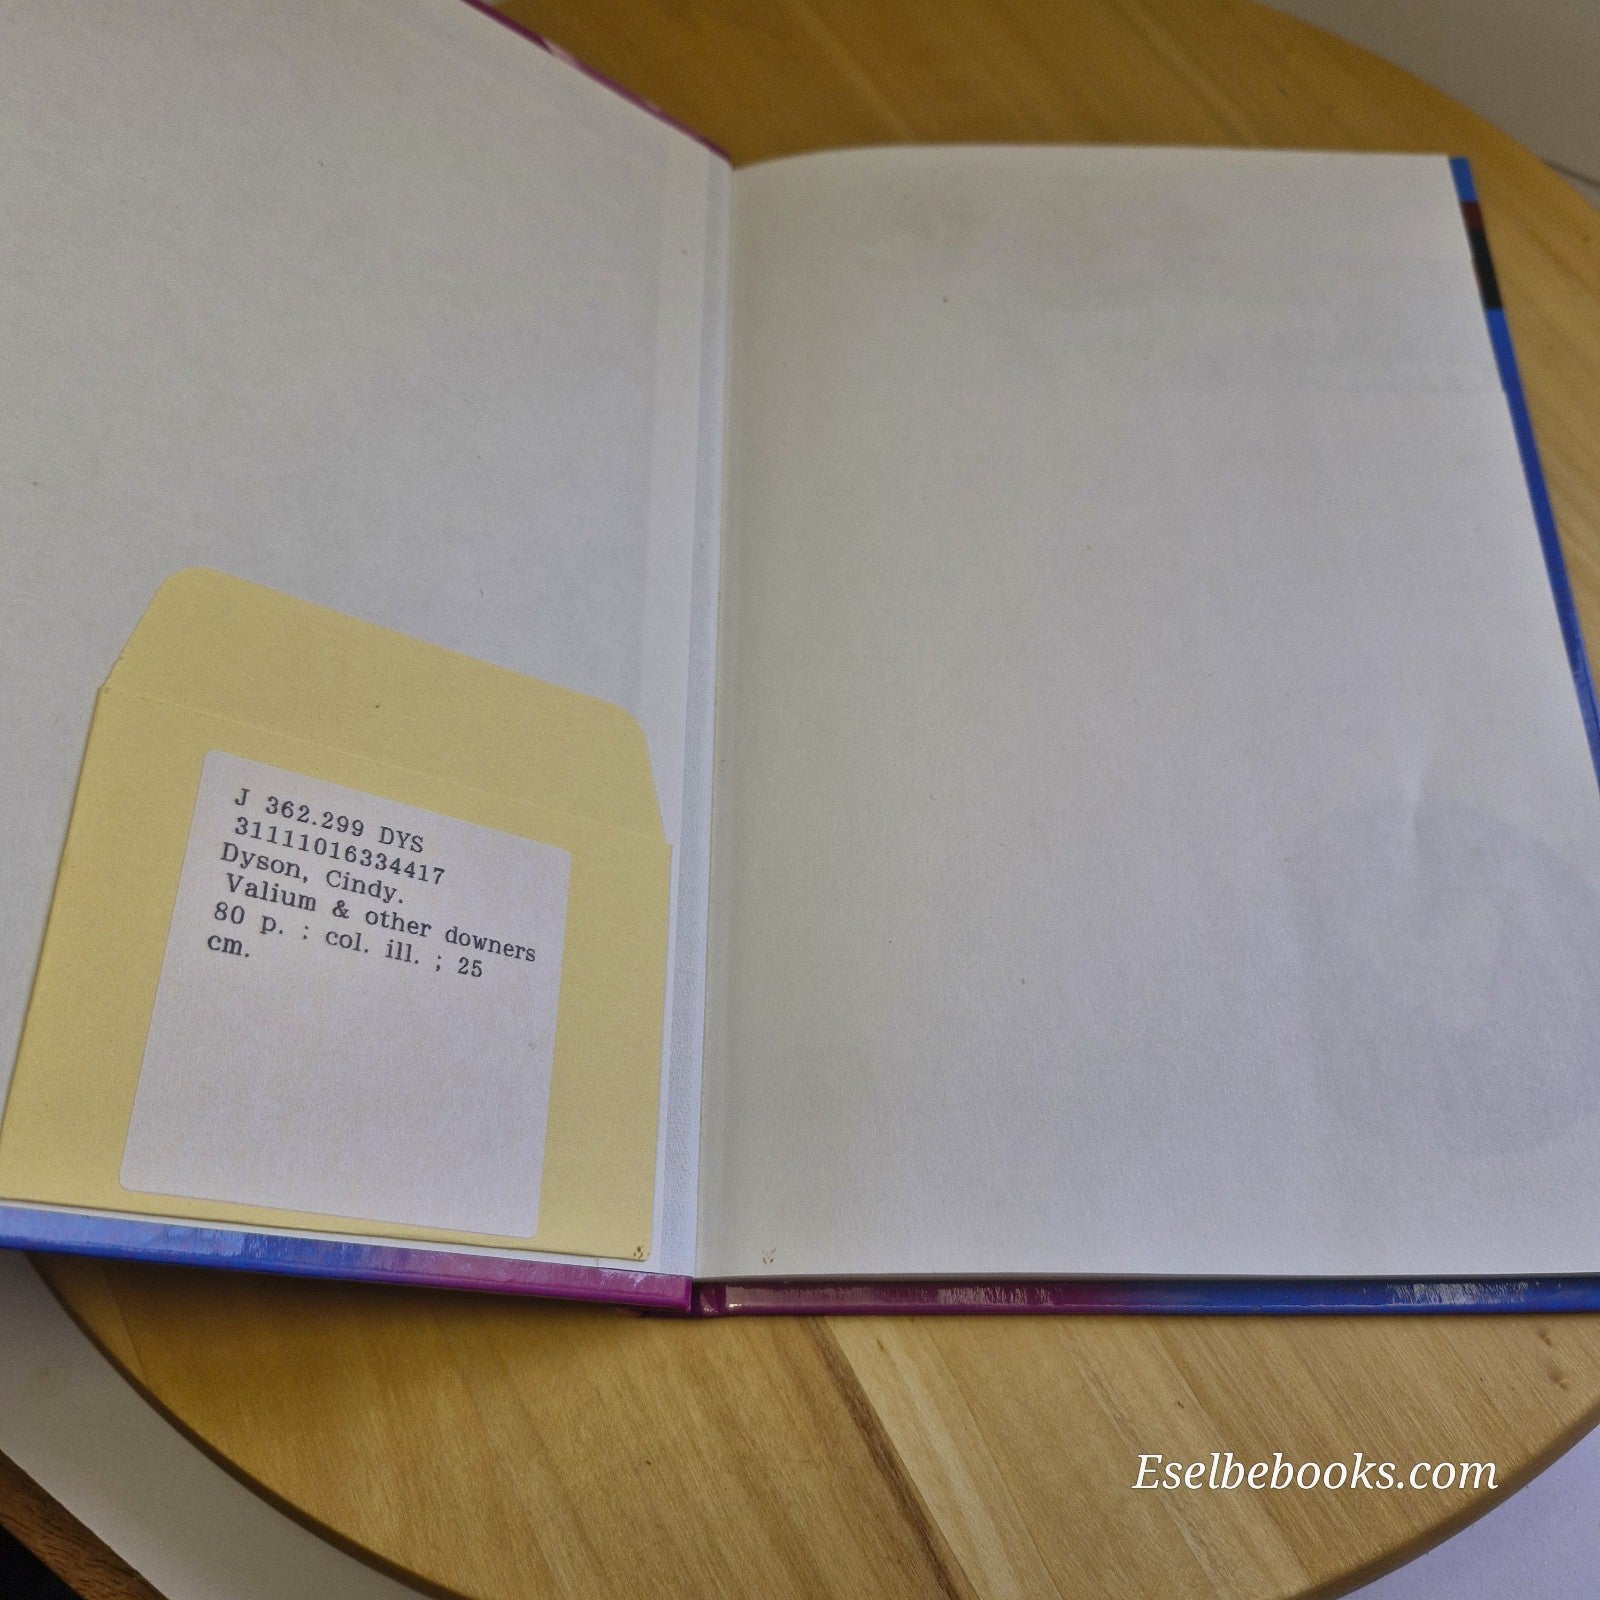 J 362.299 DYS
31111016334417
Dyson, Cindy.
Valium & other downers
80 p. : col. ill. ; 25
cm.
Eselbebooks.com